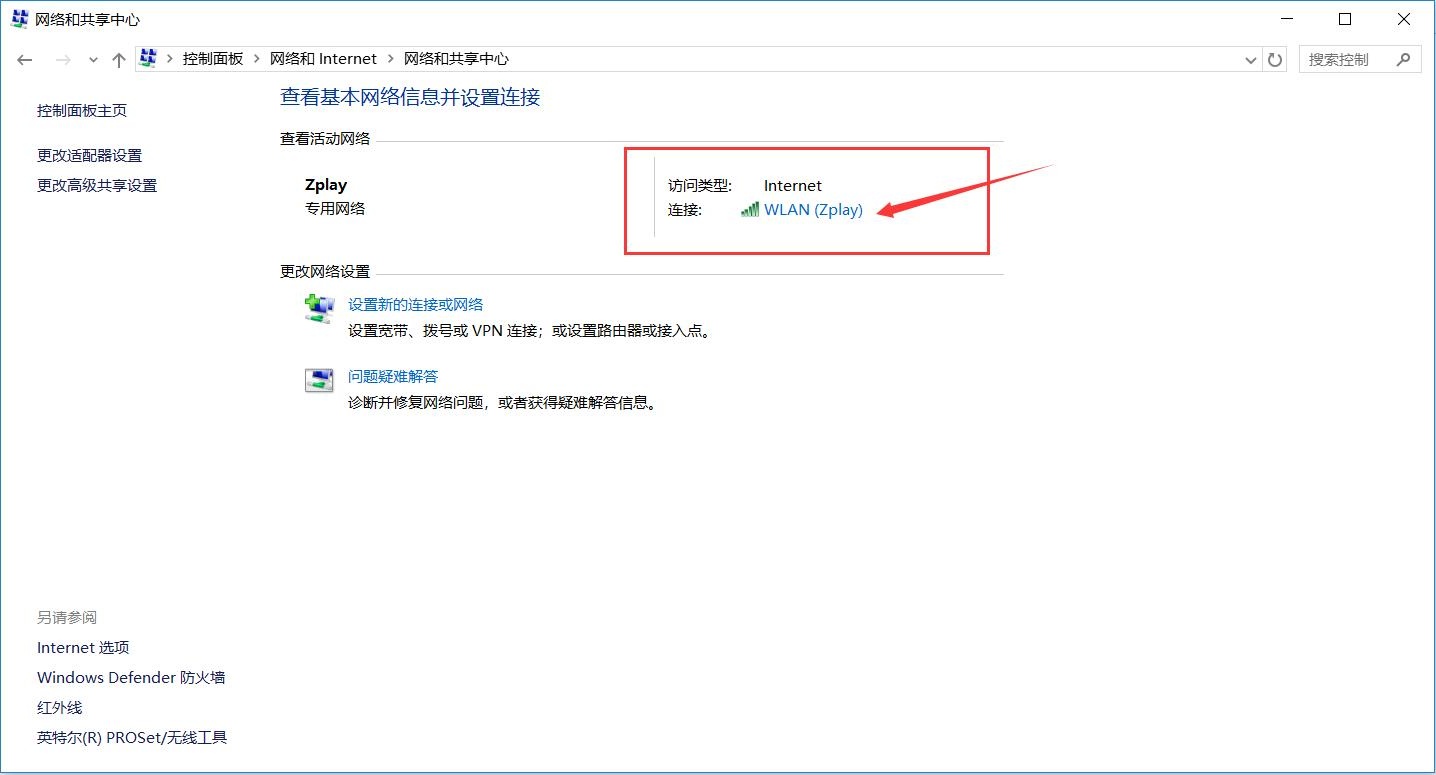 网络和共享中心
控制面板 网络和 Internet 网络和共享中心
搜索控制
控制面板主页
更改适配器设置
更改高级共享设置
查看基本网络信息并设置连接
查看活动网络
Zplay
专用网络
访问类型: Internet
连接: WLAN (Zplay)
更改网络设置
设置新的连接或网络
设置宽带、拨号或 VPN 连接；或设置路由器或接入点。
问题疑难解答
诊断并修复网络问题，或者获得疑难解答信息。
另请参阅
Internet 选项
Windows Defender 防火墙
红外线
英特尔(R) PROSet/无线工具